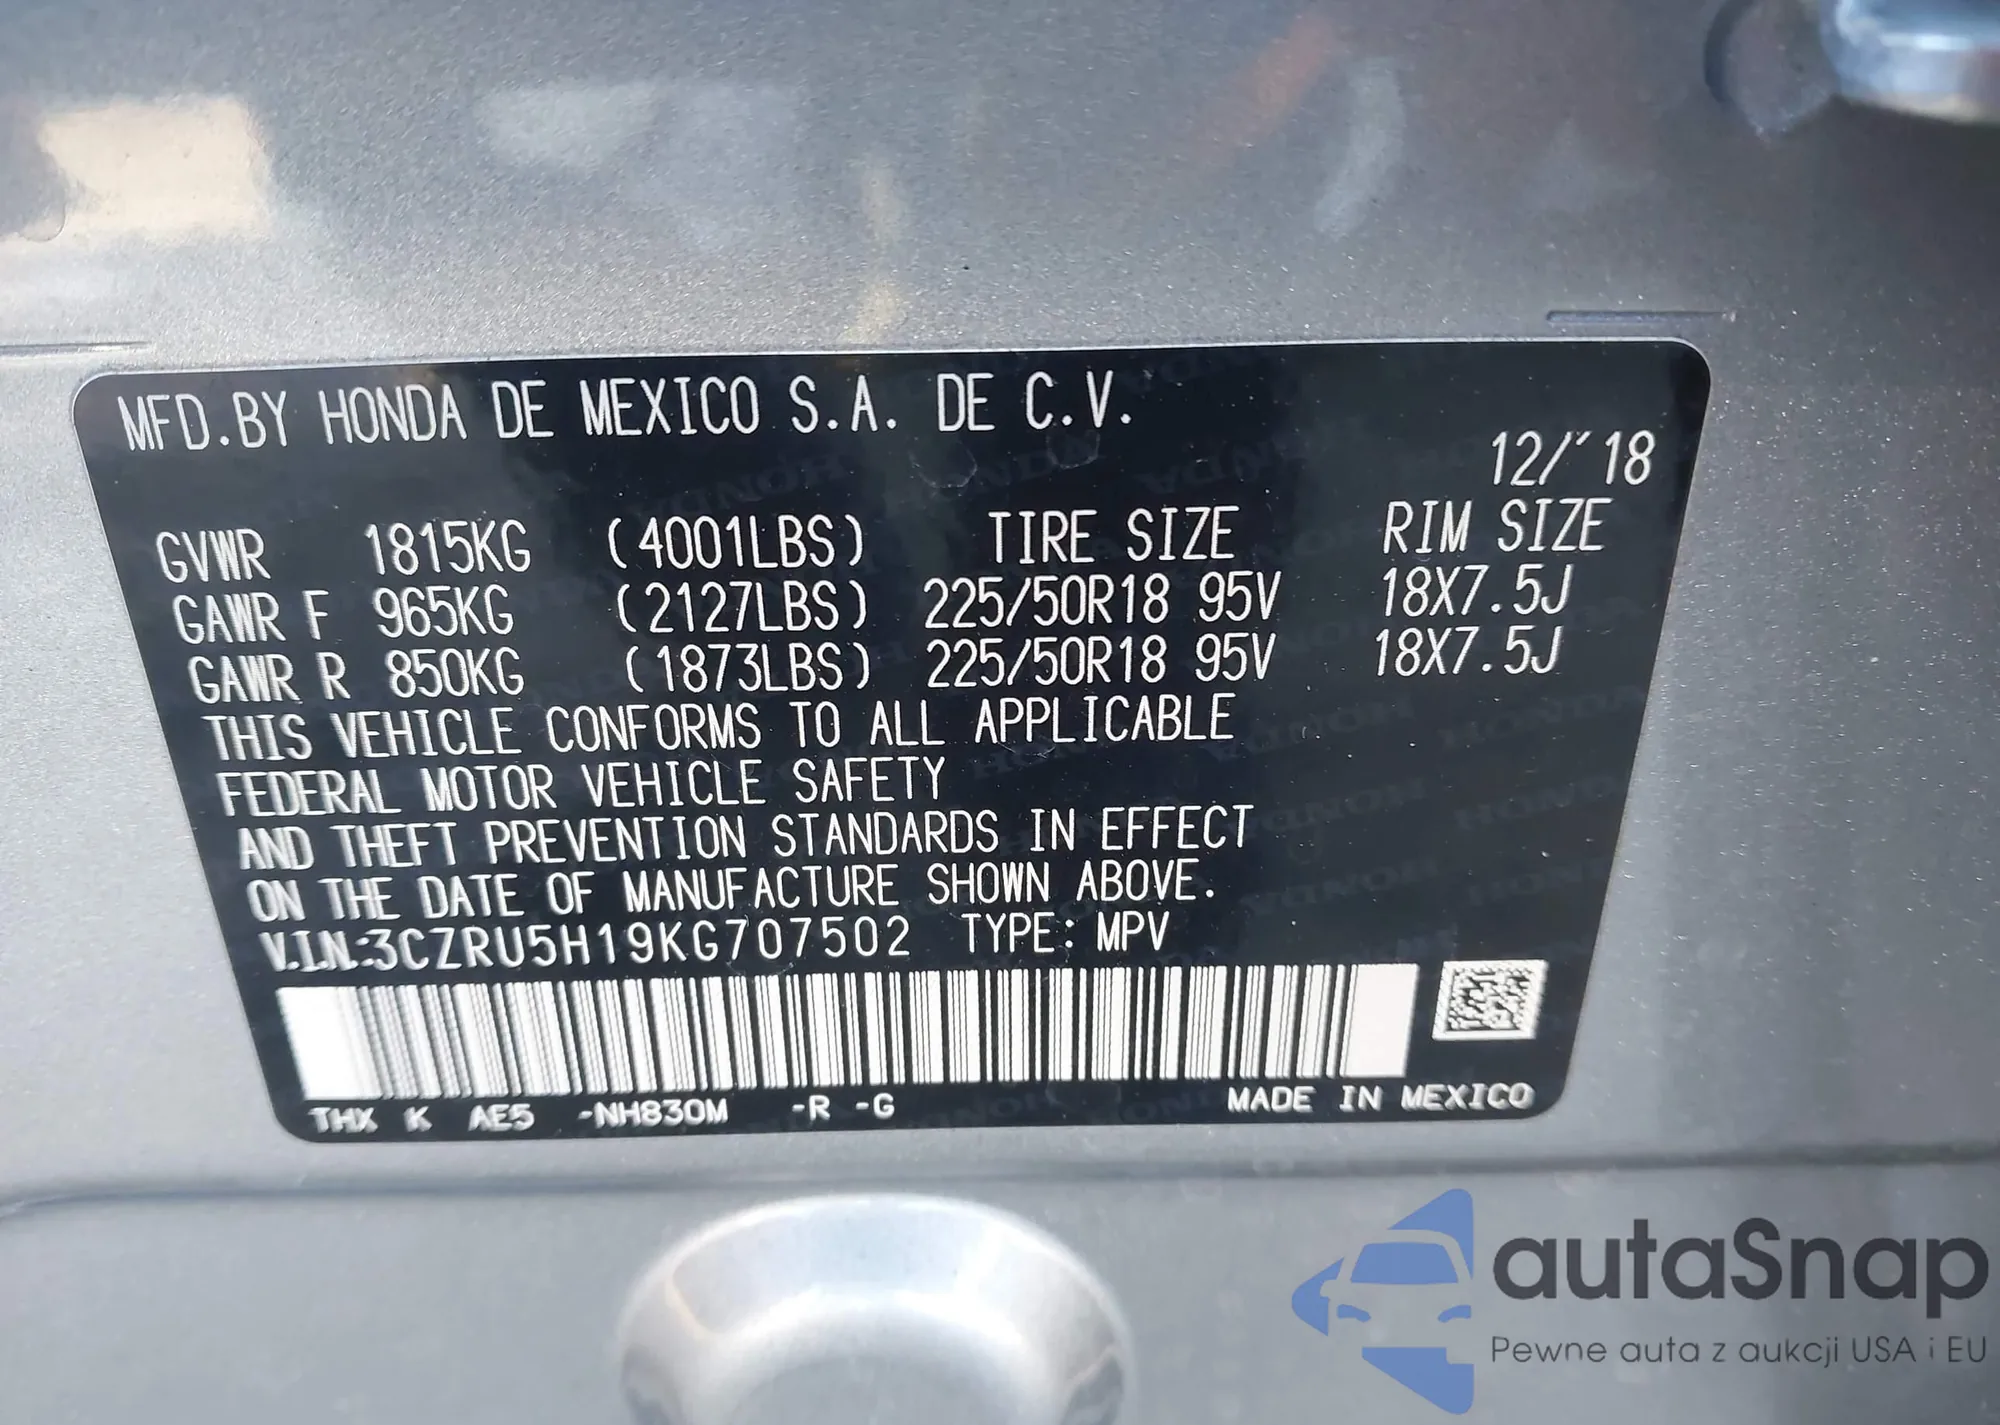 MFD.BY HONDA DE MEXICO S.A. DE C.V.
12/'18
GVWR 1815KG (4001LBS) TIRE SIZE RIM SIZE
GAWR F 965KG (2127LBS) 225/50R18 95V 18X7.5J
GAWR R 850KG (1873LBS) 225/50R18 95V 18X7.5J
THIS VEHICLE CONFORMS TO ALL APPLICABLE
FEDERAL MOTOR VEHICLE SAFETY
AND THEFT PREVENTION STANDARDS IN EFFECT
ON THE DATE OF MANUFACTURE SHOWN ABOVE.
V.I.N.:3CZRU5H19KG707502 TYPE: MPV
THX K AE5 -NH830M -R -G MADE IN MEXICO
autaSnap
Pewne auta z aukcji USA i EU